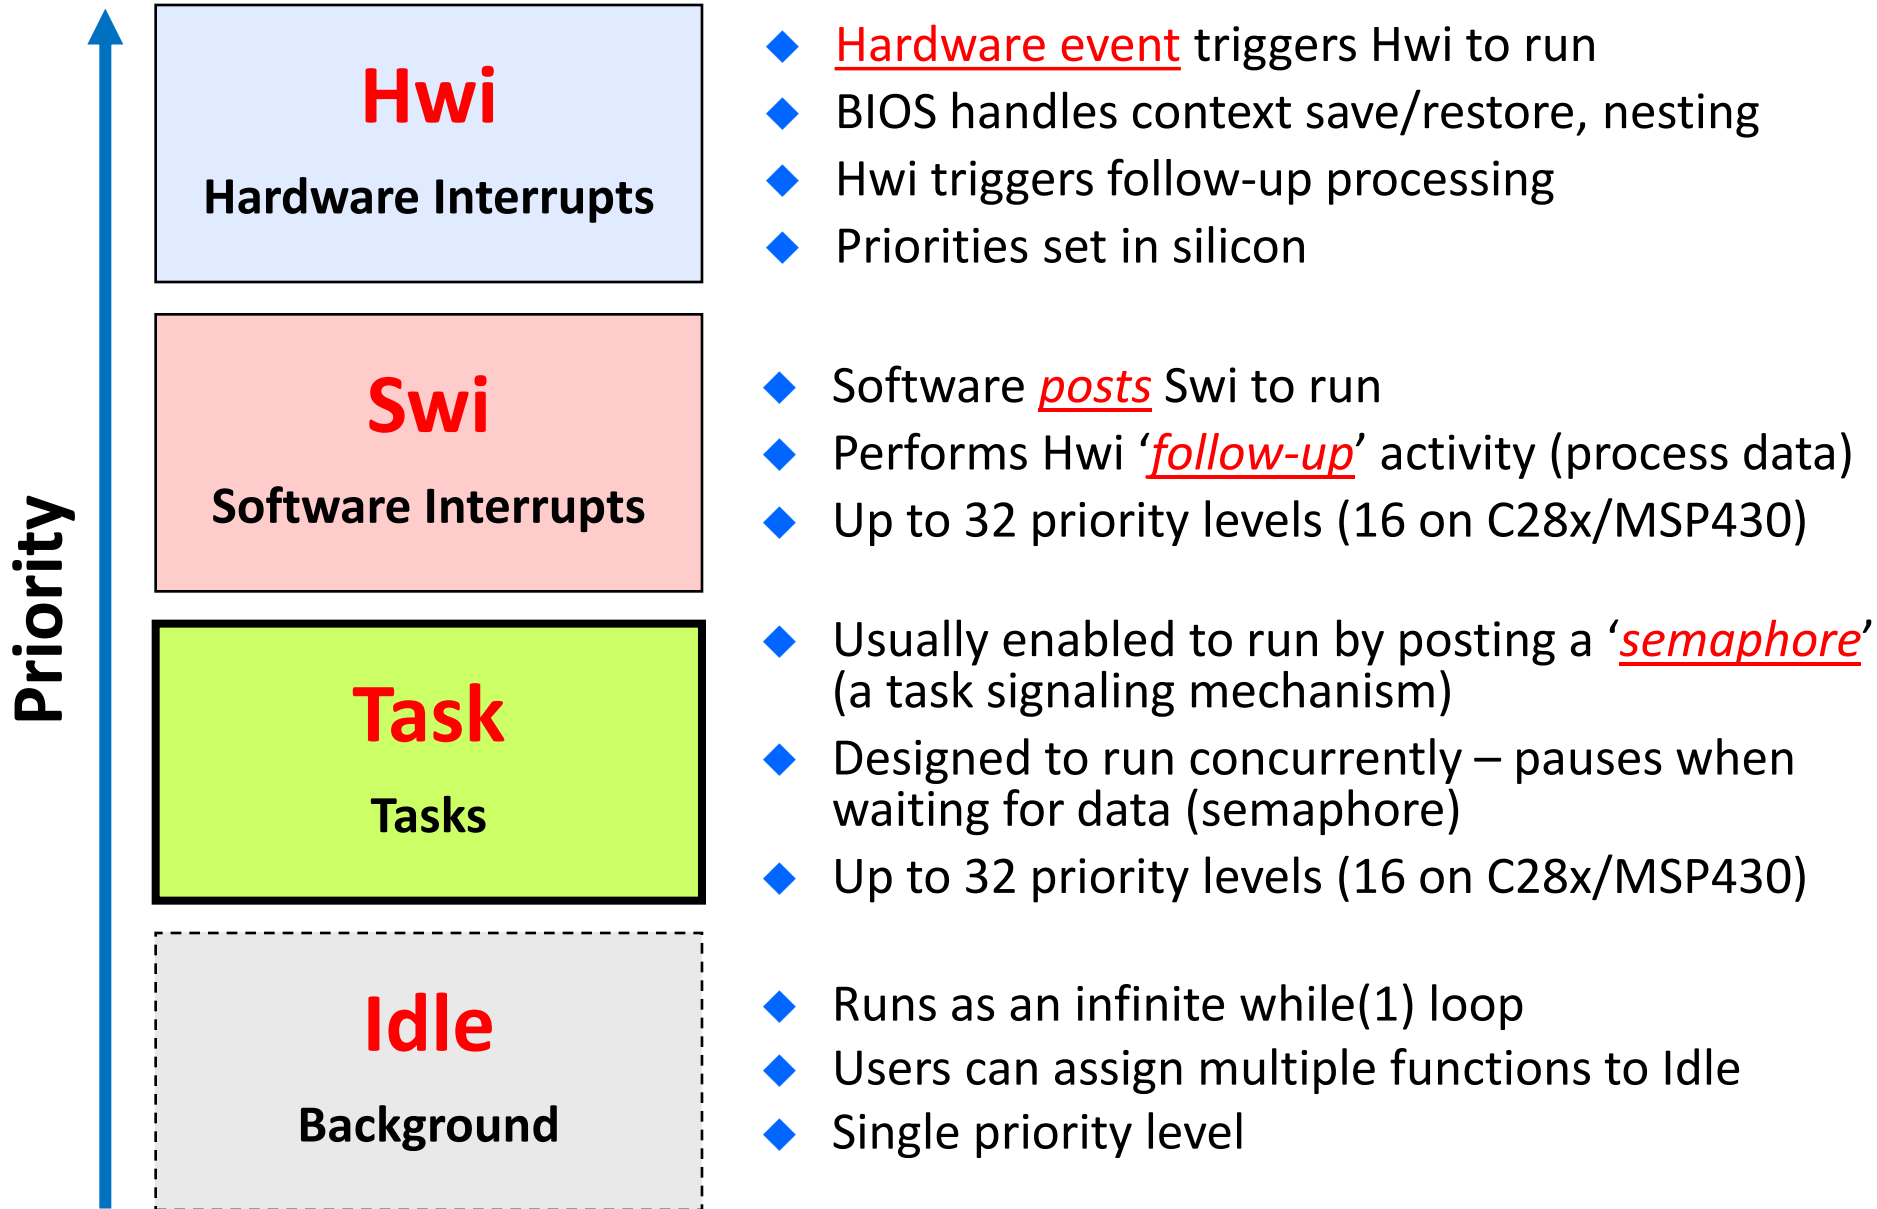 Priority
Hwi
Hardware Interrupts
Hardware event triggers Hwi to run
BIOS handles context save/restore, nesting
Hwi triggers follow-up processing
Priorities set in silicon
Swi
Software Interrupts
Software posts Swi to run
Performs Hwi ‘follow-up’ activity (process data)
Up to 32 priority levels (16 on C28x/MSP430)
Task
Tasks
Usually enabled to run by posting a ‘semaphore’
(a task signaling mechanism)
Designed to run concurrently – pauses when
waiting for data (semaphore)
Up to 32 priority levels (16 on C28x/MSP430)
Idle
Background
Runs as an infinite while(1) loop
Users can assign multiple functions to Idle
Single priority level